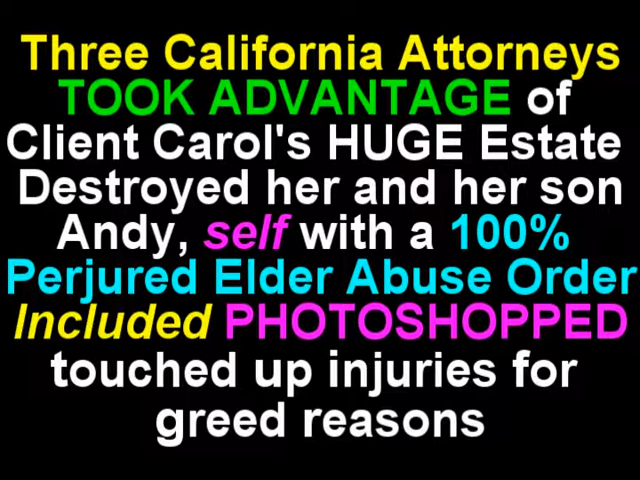 Three California Attorneys
TOOK ADVANTAGE of
Client Carol's HUGE Estate
Destroyed her and her son
Andy, self with a 100%
Perjured Elder Abuse Order
Included PHOTOSHOPPED
touched up injuries for
greed reasons